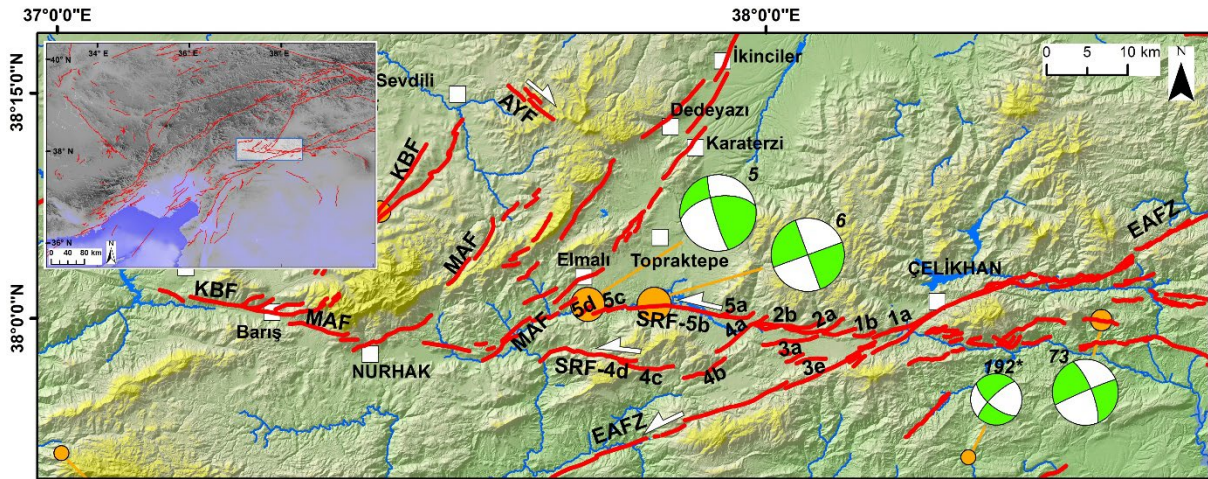 37°0'0"E
38°0'0"E
38°15'0"N
38°0'0"N
34° E
36° E
38° E
40° N
38° N
N
0 40 80 km
Sevdili
AYF
İkinciler
0 5 10 km
N
Dedeyazı
Karaterzi
KBF
MAF
5
6
Elmalı
Topraktepe
ÇELİKHAN
EAFZ
KBF
MAF
Barış
NURHAK
MAF
5d
5c
SRF-5b
5a
4a
2b
2a
1b
1a
3a
3e
SRF-4d
4c
4b
EAFZ
192*
73